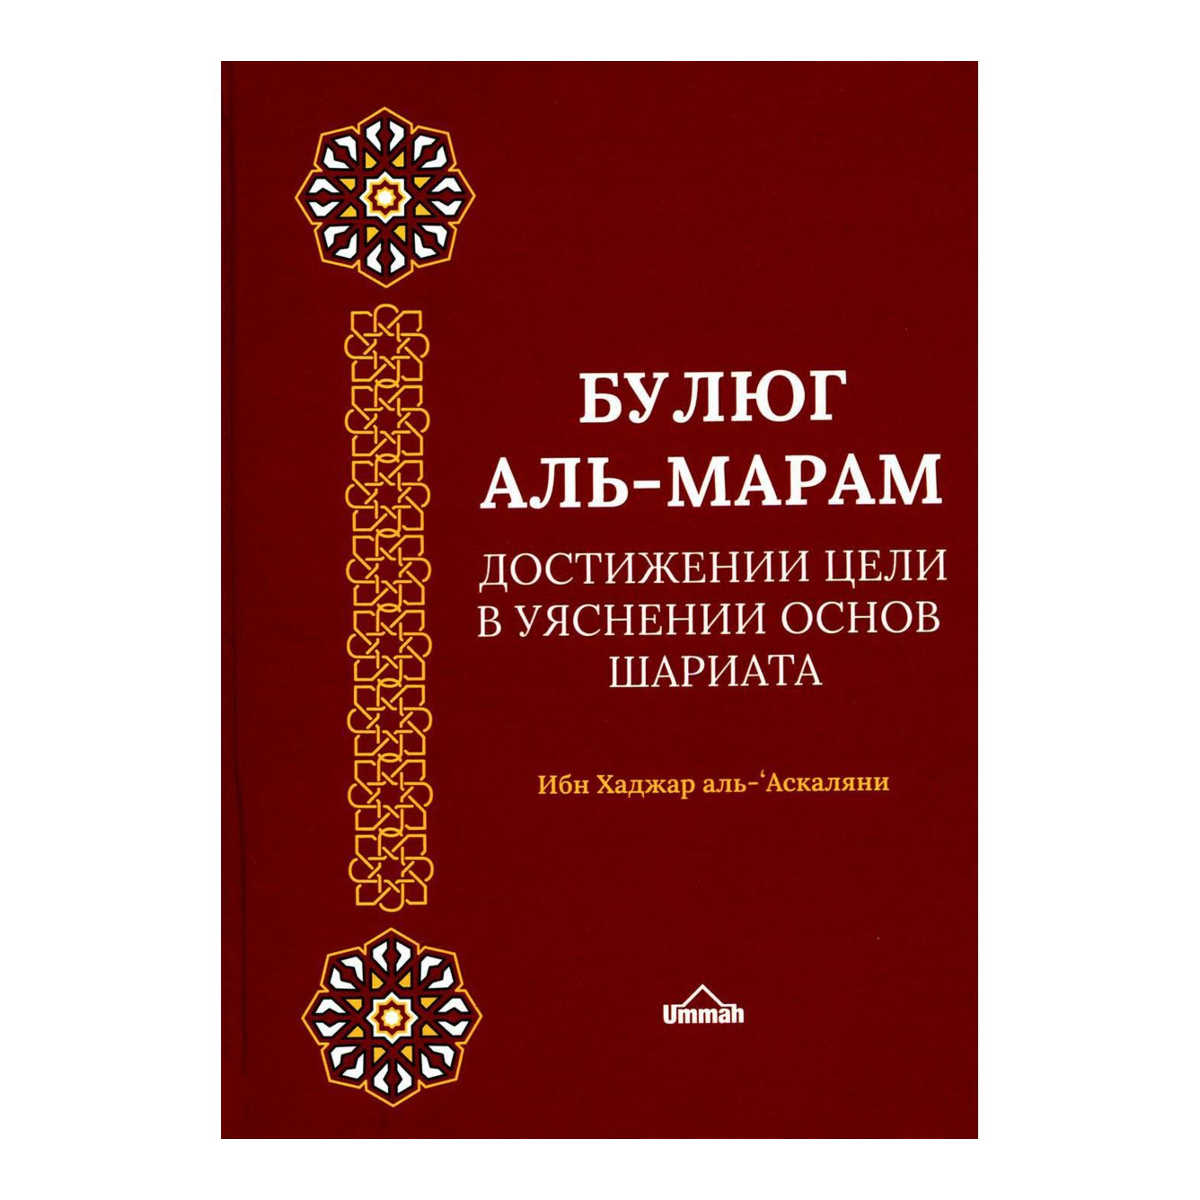 БУЛЮГ
АЛЬ-МАРАМ
ДОСТИЖЕНИИ ЦЕЛИ
В УЯСНЕНИИ ОСНОВ
ШАРИАТА
Ибн Хаджар аль-‘Аскаляни
Ummah